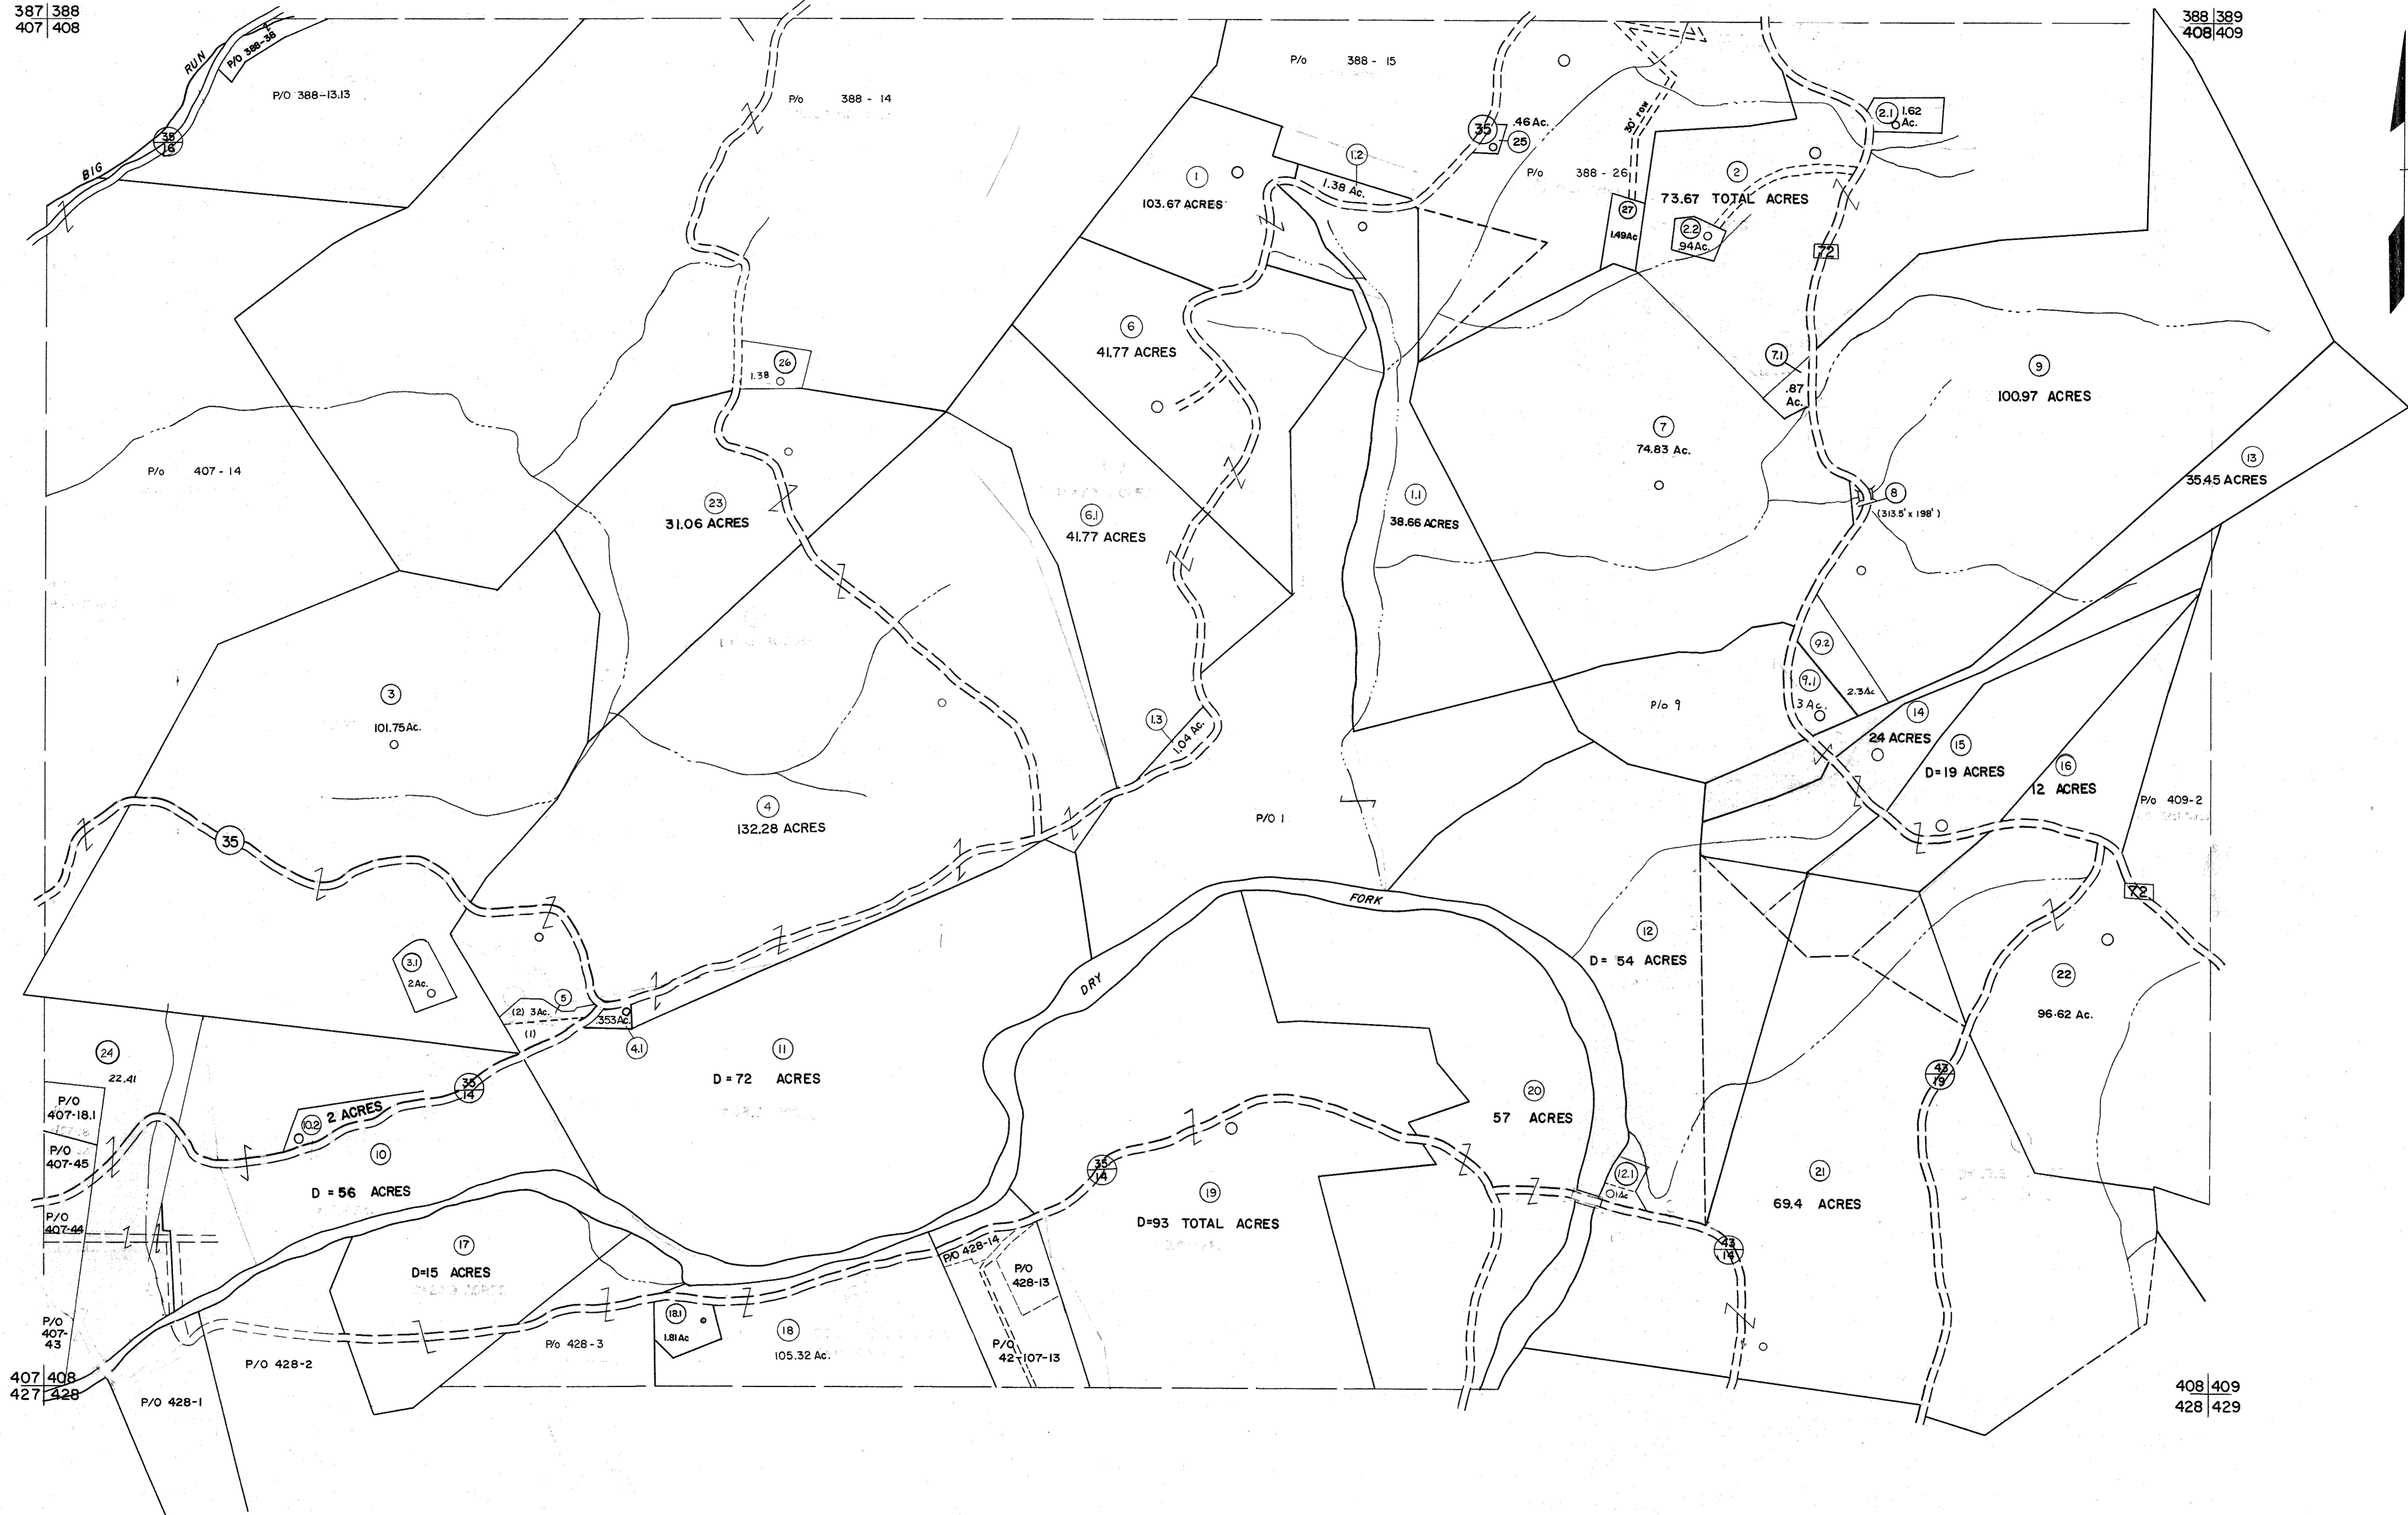 387 388
407 408
388 389
408 409
RUN
P/O 388-38
P/O 388-13.13
35
16
BIG
P/o 388 - 14
P/o 388 - 15
.46 Ac.
35
25
1.2
1.38 Ac.
1
103.67 ACRES
P/o 388 - 26
30' row
27
1.49Ac
2.1
1.62
Ac.
2
73.67 TOTAL ACRES
2.2
.94Ac.
72
6
41.77 ACRES
26
1.38
7.1
.87
Ac.
9
100.97 ACRES
7
74.83 Ac.
13
35.45 ACRES
P/o 407 - 14
23
31.06 ACRES
6.1
41.77 ACRES
1.1
38.66 ACRES
8
(313.5' x 198')
3
101.75 Ac.
9.2
9.1
3 Ac.
2.3Ac
P/o 9
14
24 ACRES
15
D=19 ACRES
16
12 ACRES
P/o 409-2
1.3
1.04 Ac.
4
132.28 ACRES
P/O 1
35
72
FORK
DRY
12
D= 54 ACRES
22
96.62 Ac.
3.1
2Ac.
5
(2) 3Ac.
(1)
.353Ac.
4.1
11
D = 72 ACRES
24
22.41
P/O
407-18.1
P/O
407-45
35
14
10.2
2 ACRES
10
D = 56 ACRES
P/O
407-44
20
57 ACRES
43
19
35
14
19
D=93 TOTAL ACRES
12.1
1Ac
21
69.4 ACRES
43
14
17
D=15 ACRES
P/O 428-14
P/O
428-13
P/O
407-
43
18.1
1.81Ac
18
105.32 Ac.
P/o 428-3
P/O
42-107-13
P/O 428-2
P/O 428-1
407 408
427 428
408 409
428 429